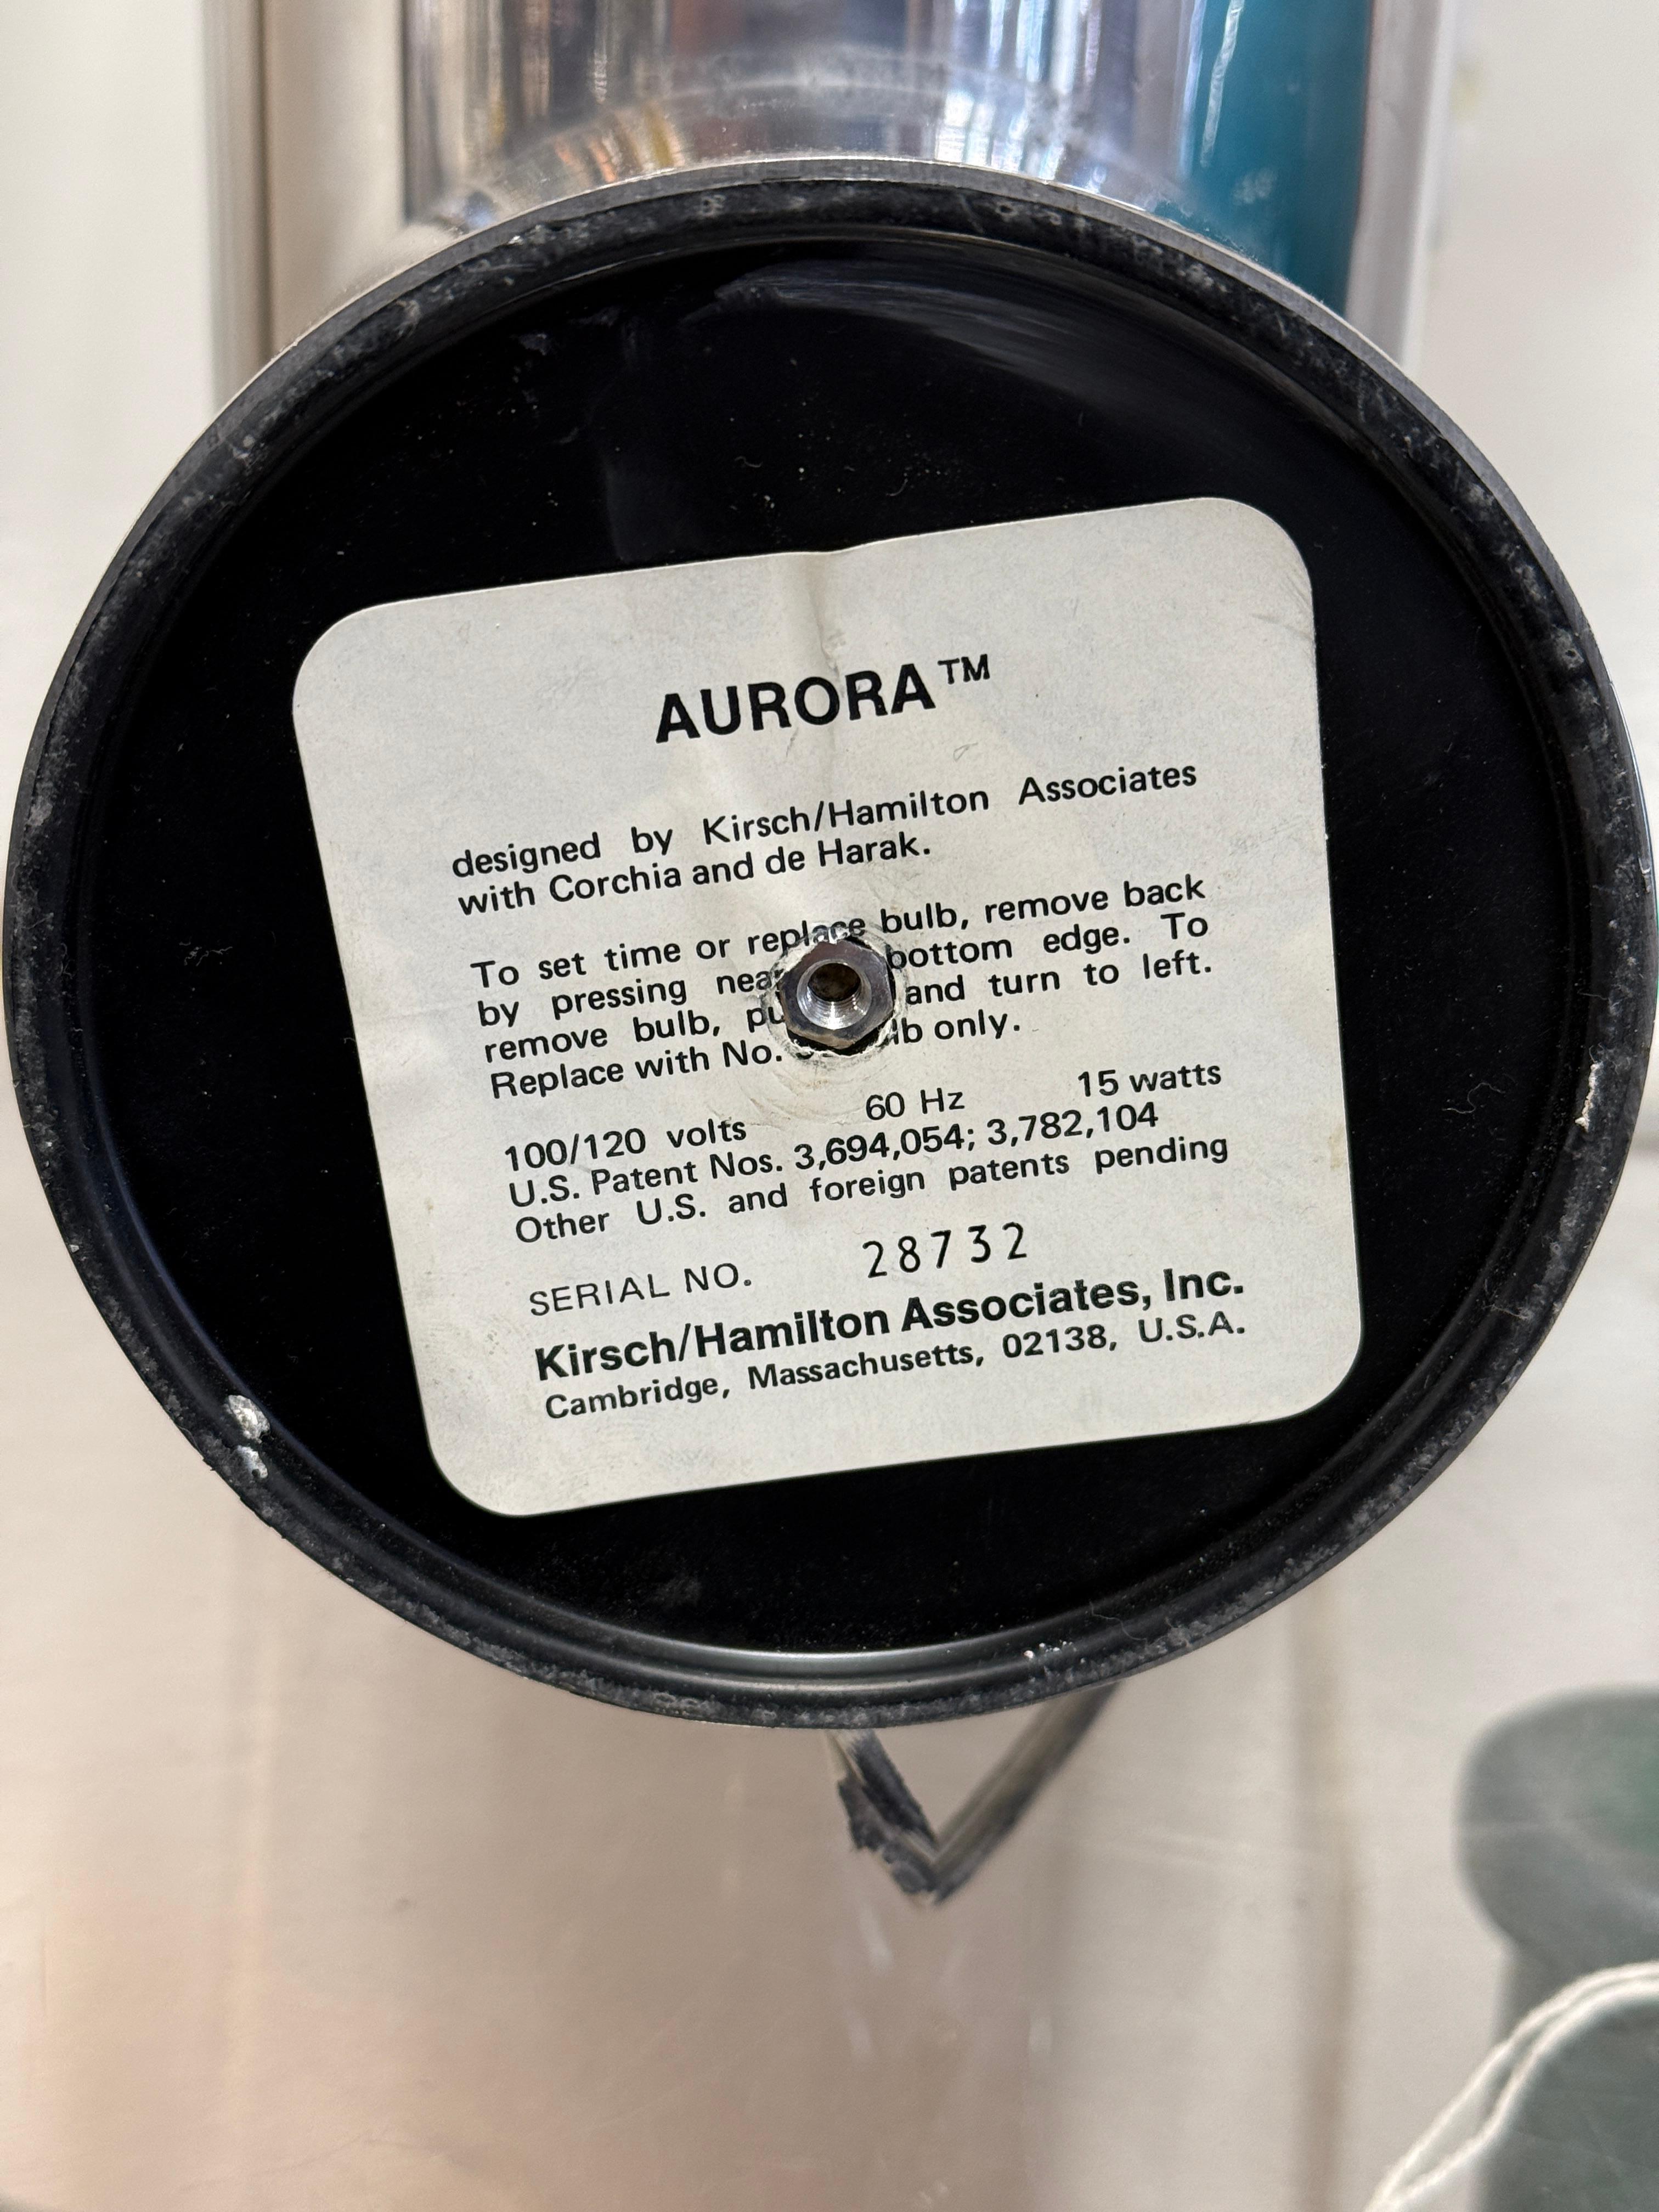 AURORA™
designed by Kirsch/Hamilton Associates
with Corchia and de Harak.
To set time or replace bulb, remove back
by pressing near bottom edge. To
remove bulb, and turn to left.
Replace with No. only.
100/120 volts 60 Hz 15 watts
U.S. Patent Nos. 3,694,054; 3,782,104
Other U.S. and foreign patents pending
SERIAL NO. 28732
Kirsch/Hamilton Associates, Inc.
Cambridge, Massachusetts, 02138, U.S.A.